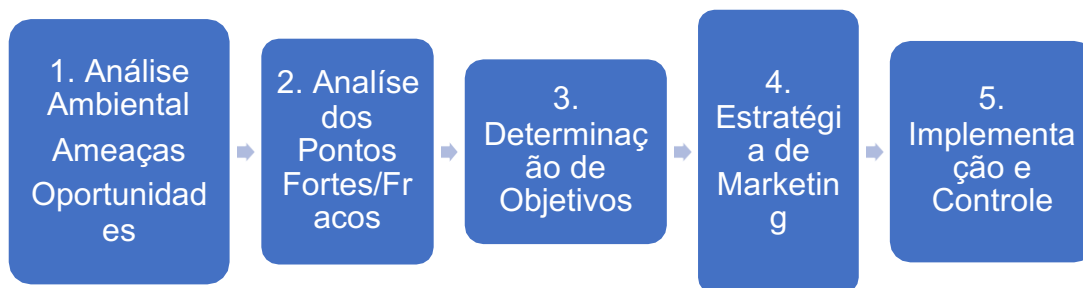 1. Análise
Ambiental
Ameaças
Oportunidad
es
2. Analíse
dos
Pontos
Fortes/Fr
acos
3.
Determinaç
ão de
Objetivos
4.
Estratégi
a de
Marketin
g
5.
Implementa
ção e
Controle